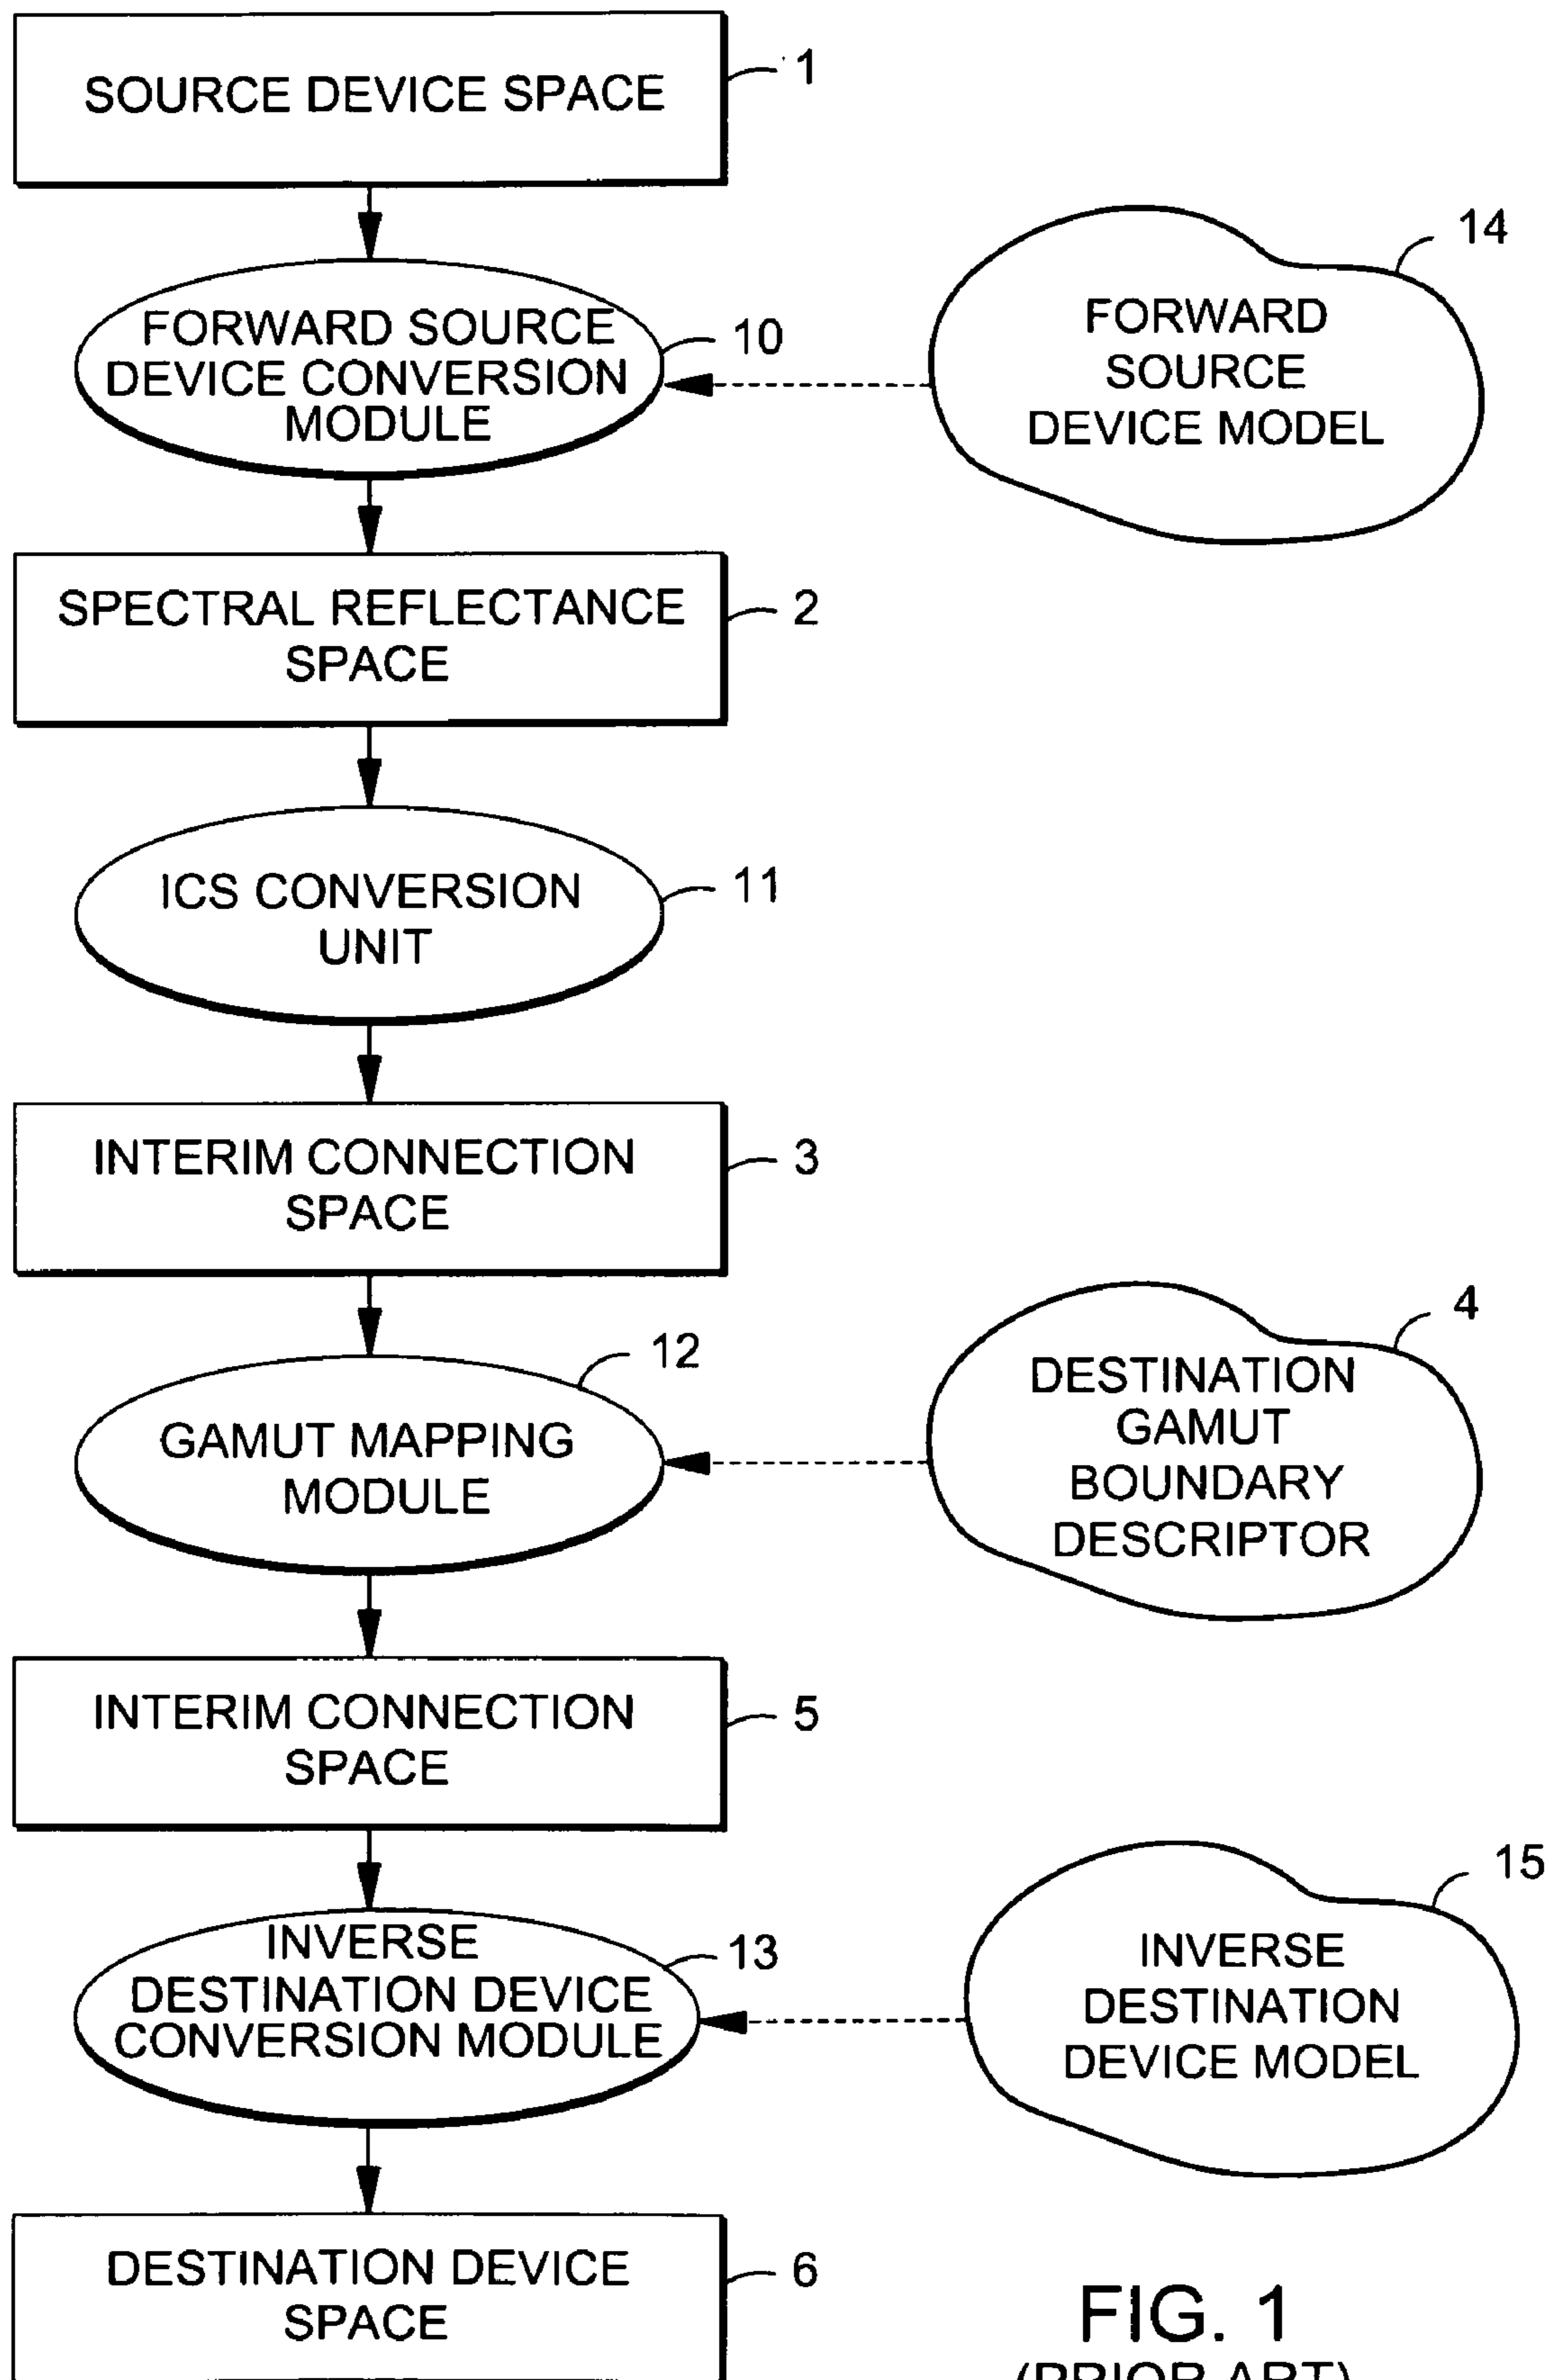 SOURCE DEVICE SPACE
1
FORWARD SOURCE
DEVICE CONVERSION
MODULE
10
FORWARD
SOURCE
DEVICE MODEL
14
SPECTRAL REFLECTANCE
SPACE
2
ICS CONVERSION
UNIT
11
INTERIM CONNECTION
SPACE
3
GAMUT MAPPING
MODULE
12
DESTINATION
GAMUT
BOUNDARY
DESCRIPTOR
4
INTERIM CONNECTION
SPACE
5
INVERSE
DESTINATION DEVICE
CONVERSION MODULE
13
INVERSE
DESTINATION
DEVICE MODEL
15
DESTINATION DEVICE
SPACE
6
FIG. 1
(PRIOR ART)